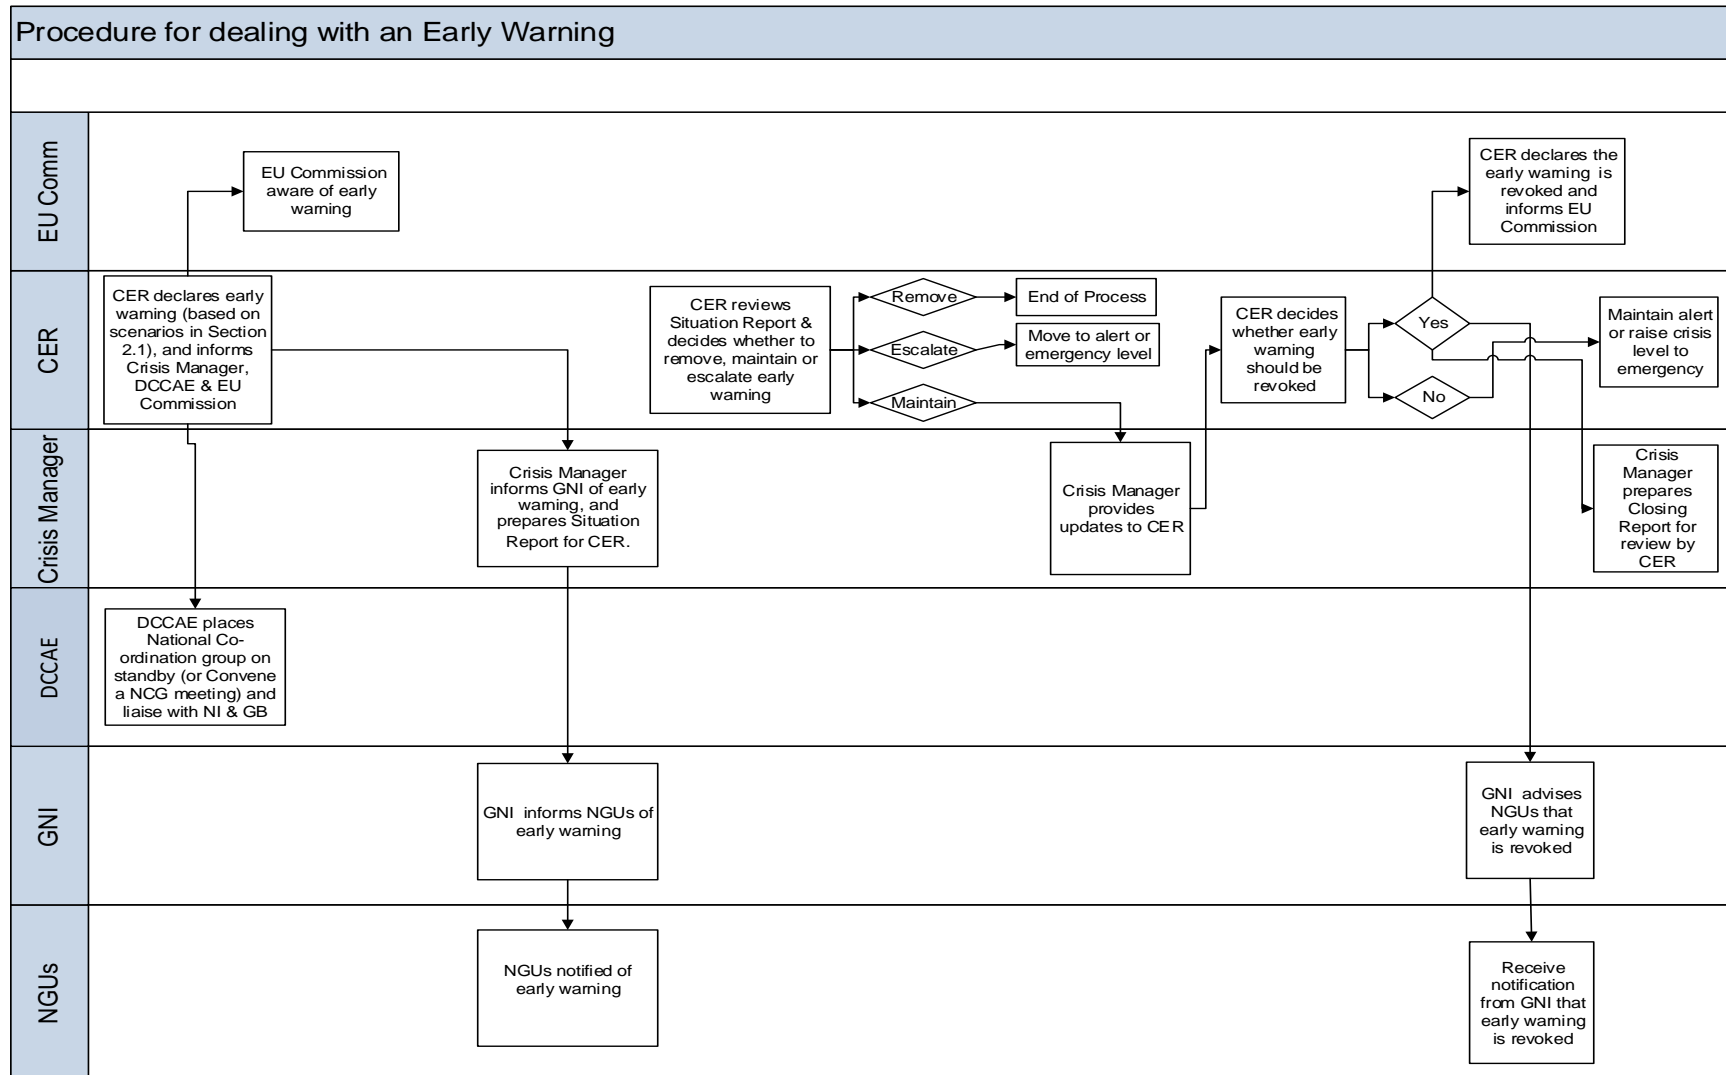 Procedure for dealing with an Early Warning
EU Comm
EU Commission
aware of early
warning
CER declares the
early warning is
revoked and
informs EU
Commission
CER
CER declares early
warning (based on
scenarios in Section
2.1), and informs
Crisis Manager,
DCCAE & EU
Commission
CER reviews
Situation Report &
decides whether to
remove, maintain or
escalate early
warning
Remove
End of Process
Escalate
Move to alert or
emergency level
Maintain
CER decides
whether early
warning
should be
revoked
Yes
No
Maintain alert
or raise crisis
level to
emergency
Crisis Manager
Crisis Manager
informs GNI of early
warning, and
prepares Situation
Report for CER.
Crisis Manager
provides
updates to CER
Crisis
Manager
prepares
Closing
Report for
review by
CER
DCCAE
DCCAE places
National Co-
ordination group on
standby (or Convene
a NCG meeting) and
liaise with NI & GB
GNI
GNI informs NGUs of
early warning
GNI advises
NGUs that
early warning
is revoked
NGUs
NGUs notified of
early warning
Receive
notification
from GNI that
early warning
is revoked